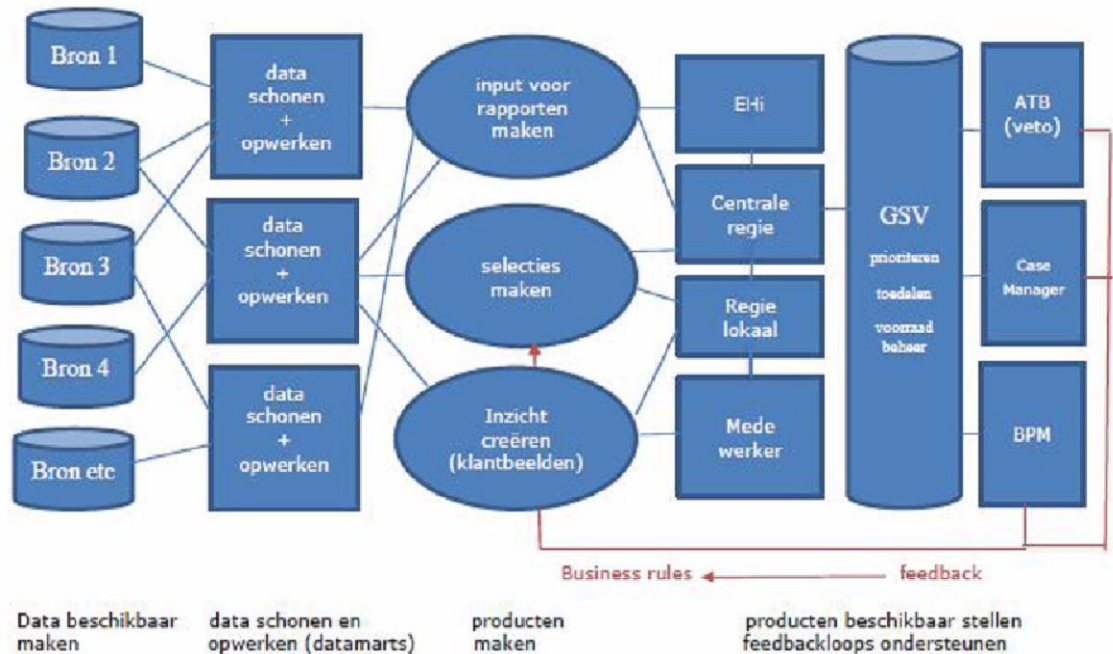 Bron 1
Bron 2
Bron 3
Bron 4
Bron etc
data
schonen
+
opwerken
data
schonen
+
opwerken
data
schonen
+
opwerken
input voor
rapporten
maken
selecties
maken
Inzicht
creëren
(klantbeelden)
EHi
Centrale
regie
Regie
lokaal
Mede
werker
GSV
prioriteren
toedalen
voorraad
beheer
ATB
(veto)
Case
Manager
BPM
Business rules
feedback
Data beschikbaar
maken
data schonen en
opwerken (datamarts)
producten
maken
producten beschikbaar stellen
feedbackloops ondersteunen